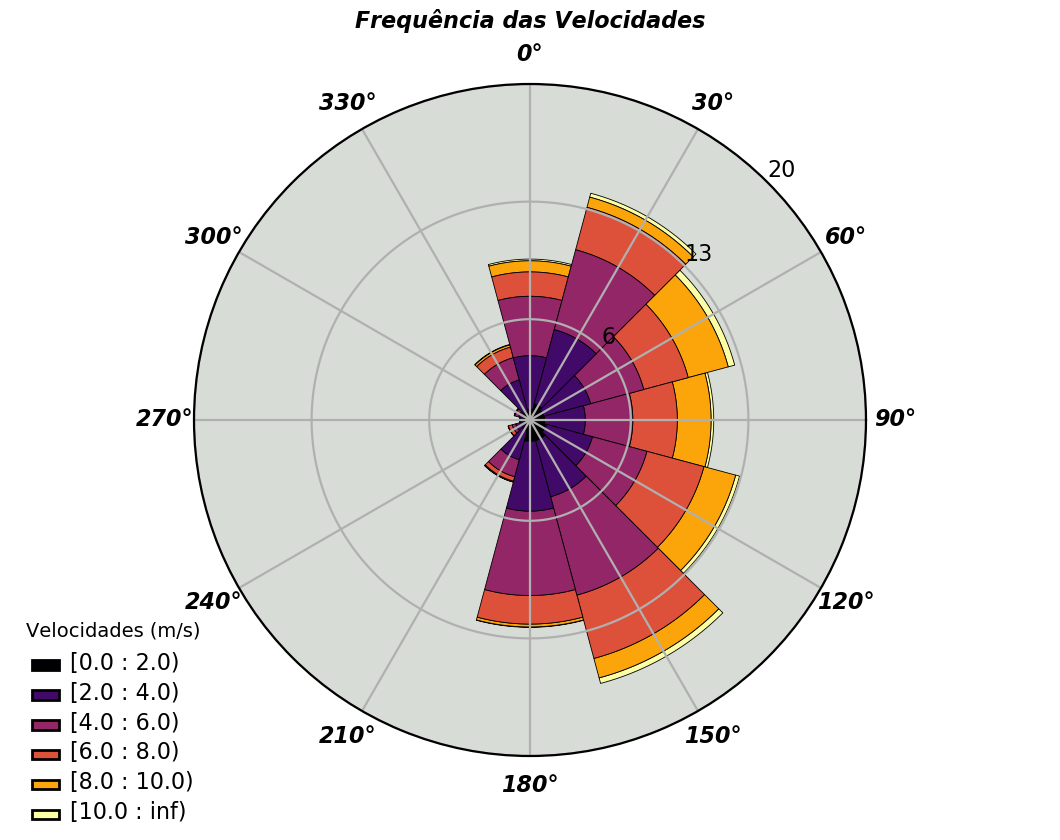 Frequência das Velocidades
0°
330°
30°
20
300°
60°
13
6
270°
90°
240°
120°
210°
150°
180°
Velocidades (m/s)
[0.0 : 2.0)
[2.0 : 4.0)
[4.0 : 6.0)
[6.0 : 8.0)
[8.0 : 10.0)
[10.0 : inf)